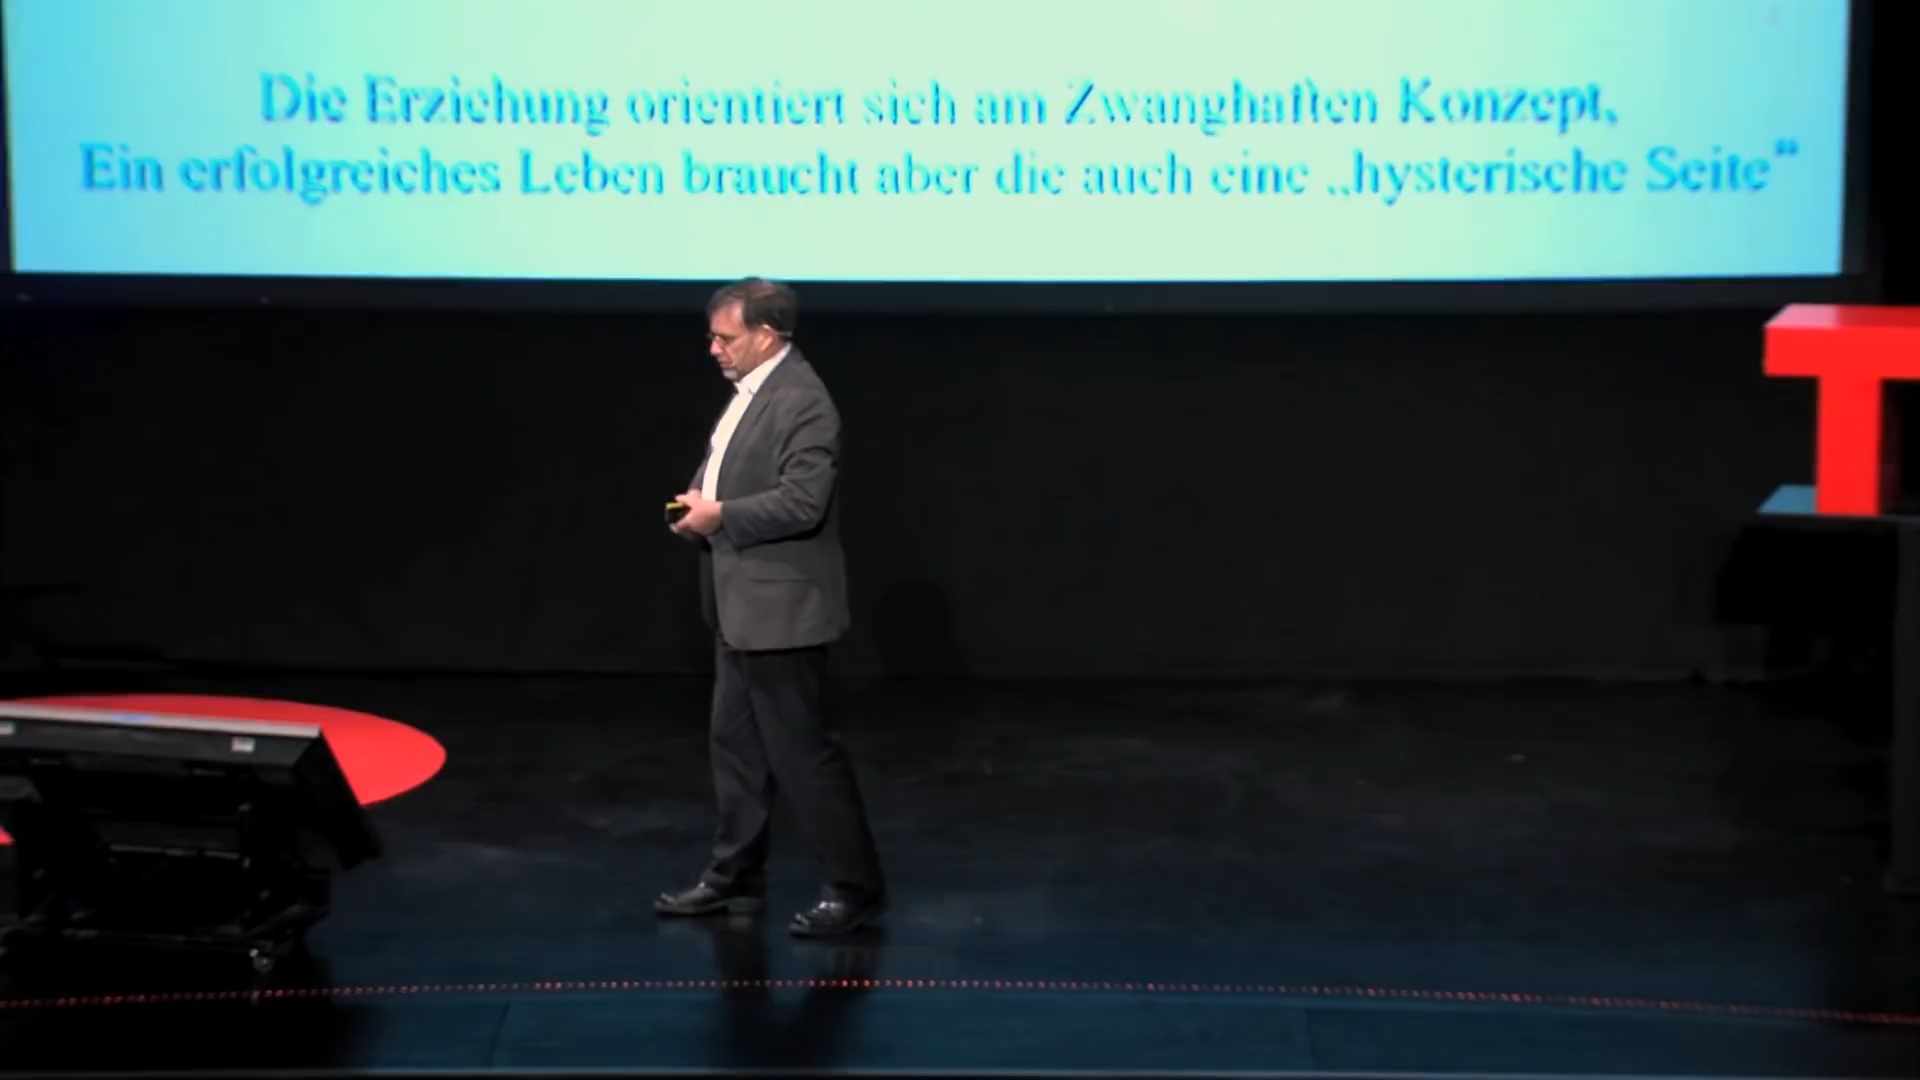 Die Erziehung orientiert sich am Zwanghaften Konzept,
Ein erfolgreiches Leben braucht aber die auch eine „hysterische Seite“
T